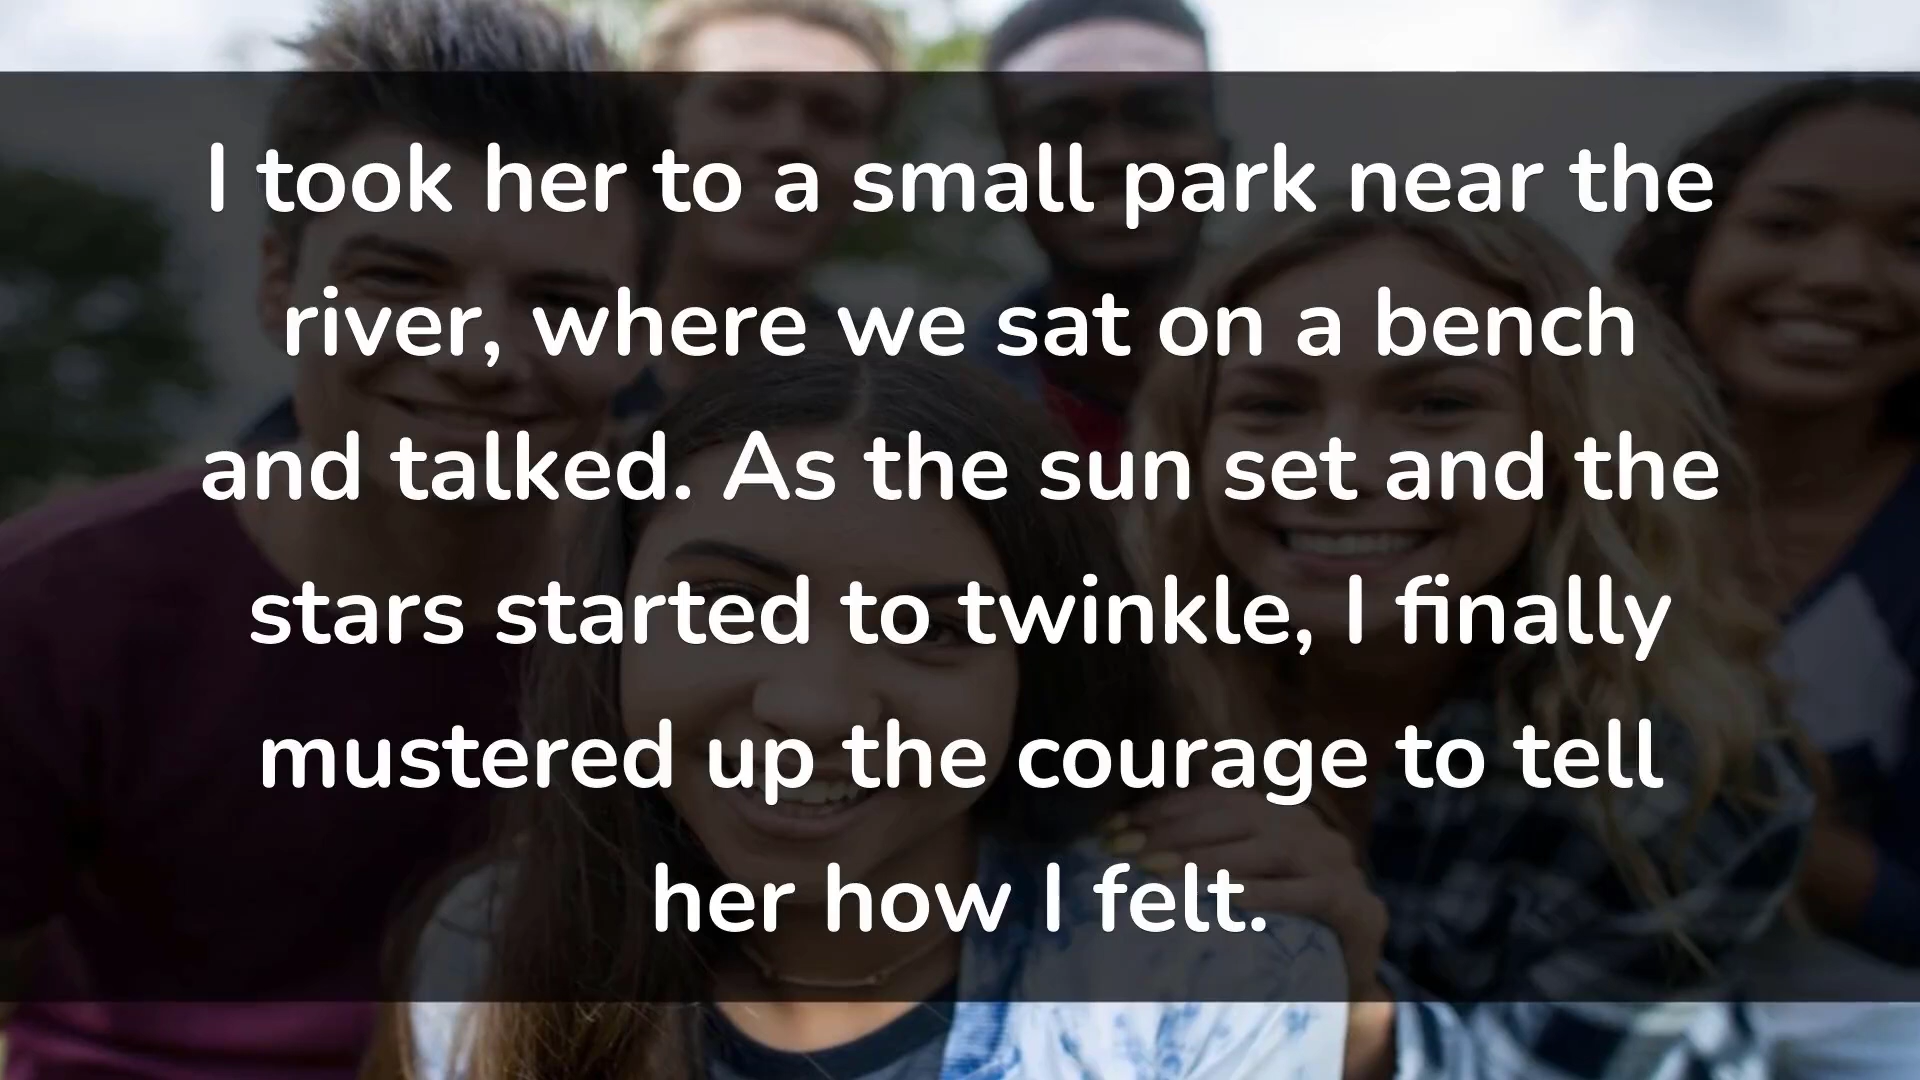 I took her to a small park near the
river, where we sat on a bench
and talked. As the sun set and the
stars started to twinkle, I finally
mustered up the courage to tell
her how I felt.